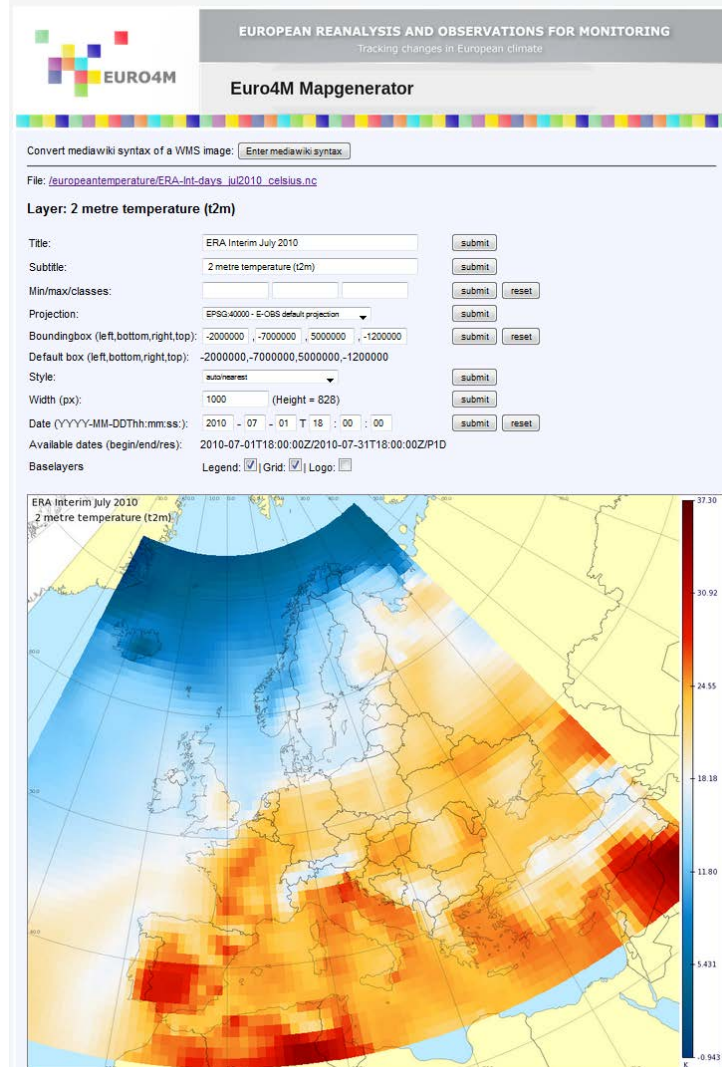 EURO4M
EUROPEAN REANALYSIS AND OBSERVATIONS FOR MONITORING
Tracking changes in European climate
Euro4M Mapgenerator
Convert mediawiki syntax of a WMS image: Enter mediawiki syntax
File: /europeantemperature/ERA-Int-days_jul2010_celsius.nc
Layer: 2 metre temperature (t2m)
Title: ERA Interim July 2010 submit
Subtitle: 2 metre temperature (t2m) submit
Min/max/classes: submit reset
Projection: EPSG:40000 - E-OBS default projection submit
Boundingbox (left,bottom,right,top): -2000000 , -7000000 , 5000000 , -1200000 submit reset
Default box (left,bottom,right,top): -2000000,-7000000,5000000,-1200000
Style: auto/nearest submit
Width (px): 1000 (Height = 828) submit
Date (YYYY-MM-DDThh:mm:ss:): 2010 - 07 - 01 T 18 : 00 : 00 submit reset
Available dates (begin/end/res): 2010-07-01T18:00:00Z/2010-07-31T18:00:00Z/P1D
Baselayers Legend: | Grid: | Logo:
ERA Interim July 2010
2 metre temperature (t2m)
37.30
30.92
24.55
18.18
11.80
5.431
-0.943
K